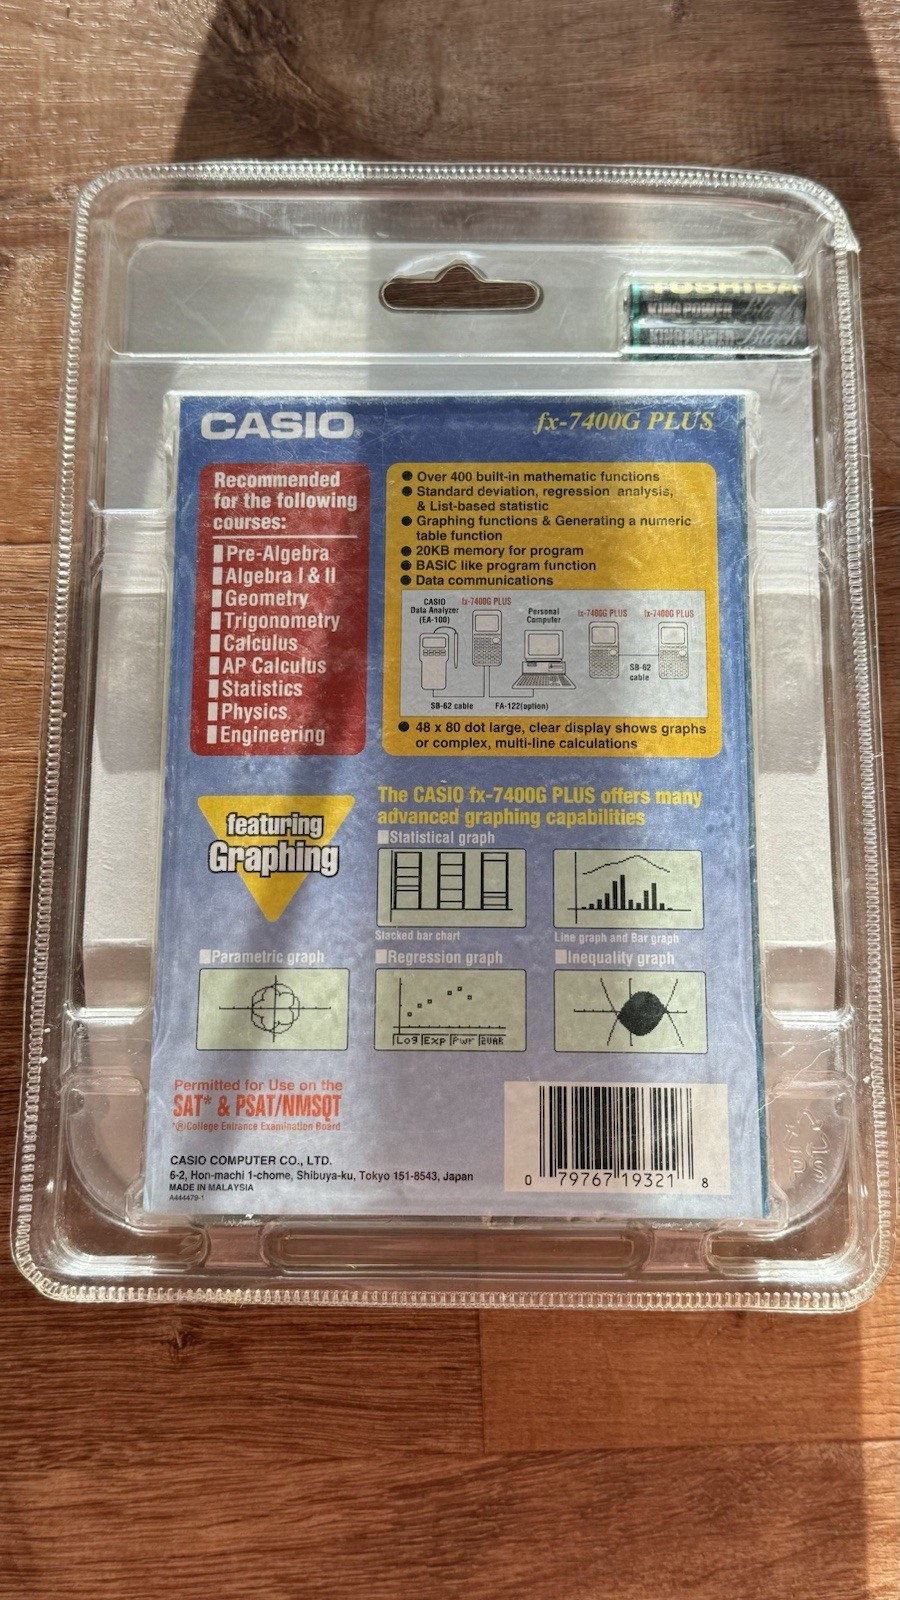 TOSHIBA
KING POWER Black
KING POWER Black
CASIO
fx-7400G PLUS
Recommended
for the following
courses:
Pre-Algebra
Algebra I & II
Geometry
Trigonometry
Calculus
AP Calculus
Statistics
Physics
Engineering
● Over 400 built-in mathematic functions
● Standard deviation, regression analysis,
& List-based statistic
● Graphing functions & Generating a numeric
table function
● 20KB memory for program
● BASIC like program function
● Data communications
CASIO
Data Analyzer
(EA-100)
fx-7400G PLUS
Personal
Computer
fx-7400G PLUS
fx-7400G PLUS
SB-62
cable
SB-62 cable
FA-122(option)
● 48 x 80 dot large, clear display shows graphs
or complex, multi-line calculations
featuring
Graphing
The CASIO fx-7400G PLUS offers many
advanced graphing capabilities
Statistical graph
Stacked bar chart
Line graph and Bar graph
Parametric graph
Regression graph
Inequality graph
Log Exp Pwr 2VAR
Permitted for Use on the
SAT* & PSAT/NMSQT
*®College Entrance Examination Board
CASIO COMPUTER CO., LTD.
6-2, Hon-machi 1-chome, Shibuya-ku, Tokyo 151-8543, Japan
MADE IN MALAYSIA
A444479-1
0 79767 19321 8